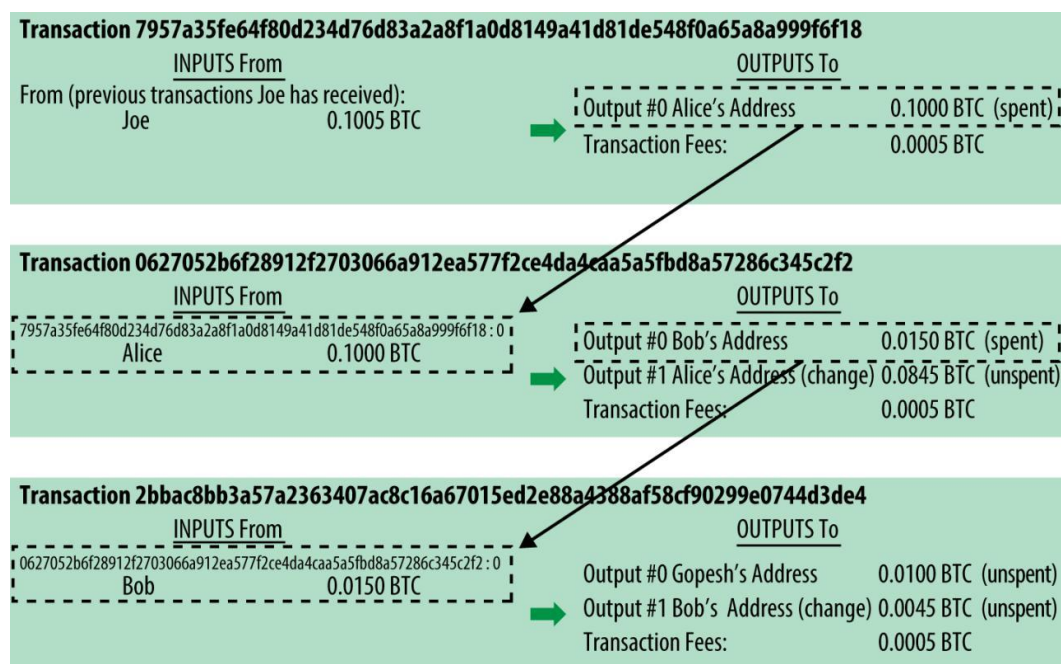 Transaction 7957a35fe64f80d234d76d83a2a8f1a0d8149a41d81de548f0a65a8a999f6f18
INPUTS From
OUTPUTS To
From (previous transactions Joe has received):
Joe 0.1005 BTC
Output #0 Alice's Address 0.1000 BTC (spent)
Transaction Fees: 0.0005 BTC
Transaction 0627052b6f28912f2703066a912ea577f2ce4da4caa5a5fbd8a57286c345c2f2
INPUTS From
OUTPUTS To
7957a35fe64f80d234d76d83a2a8f1a0d8149a41d81de548f0a65a8a999f6f18 : 0
Alice 0.1000 BTC
Output #0 Bob's Address 0.0150 BTC (spent)
Output #1 Alice's Address (change) 0.0845 BTC (unspent)
Transaction Fees: 0.0005 BTC
Transaction 2bbac8bb3a57a2363407ac8c16a67015ed2e88a4388af58cf90299e0744d3de4
INPUTS From
OUTPUTS To
0627052b6f28912f2703066a912ea577f2ce4da4caa5a5fbd8a57286c345c2f2 : 0
Bob 0.0150 BTC
Output #0 Gopesh's Address 0.0100 BTC (unspent)
Output #1 Bob's Address (change) 0.0045 BTC (unspent)
Transaction Fees: 0.0005 BTC